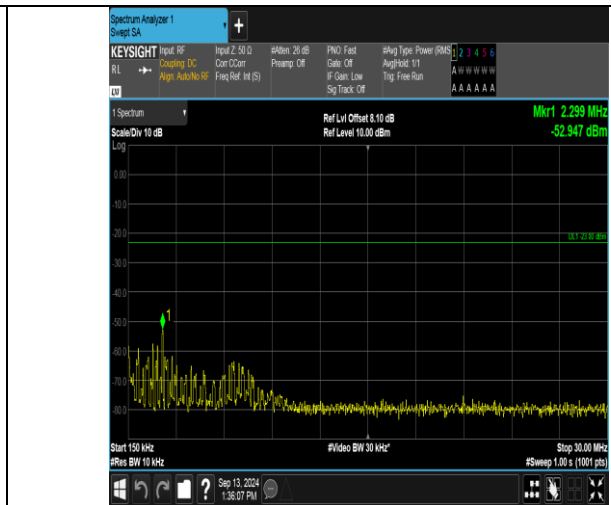 Spectrum Analyzer 1
Swept SA
+
KEYSIGHT Input: RF Input Z: 50 Ω #Atten: 26 dB PNO: Fast #Avg Type: Power (RMS 1 2 3 4 5 6
RL Coupling: DC Corr CCorr Preamp: Off Gate: Off Avg|Hold: 1/1 A W W W W W
Align: Auto/No RF Freq Ref: Int (S) IF Gain: Low Trig: Free Run
LXI Sig Track: Off A A A A A A
1 Spectrum Ref Lvl Offset 8.10 dB Mkr1 2.299 MHz
Scale/Div 10 dB Ref Level 10.00 dBm -52.947 dBm
Log
0.00
-10.0
-20.0
-30.0
-40.0
1
-50.0
-60.0
-70.0
-80.0
Start 150 kHz #Video BW 30 kHz* Stop 30.00 MHz
#Res BW 10 kHz #Sweep 1.00 s (1001 pts)
? Sep 13, 2024
1:36:07 PM